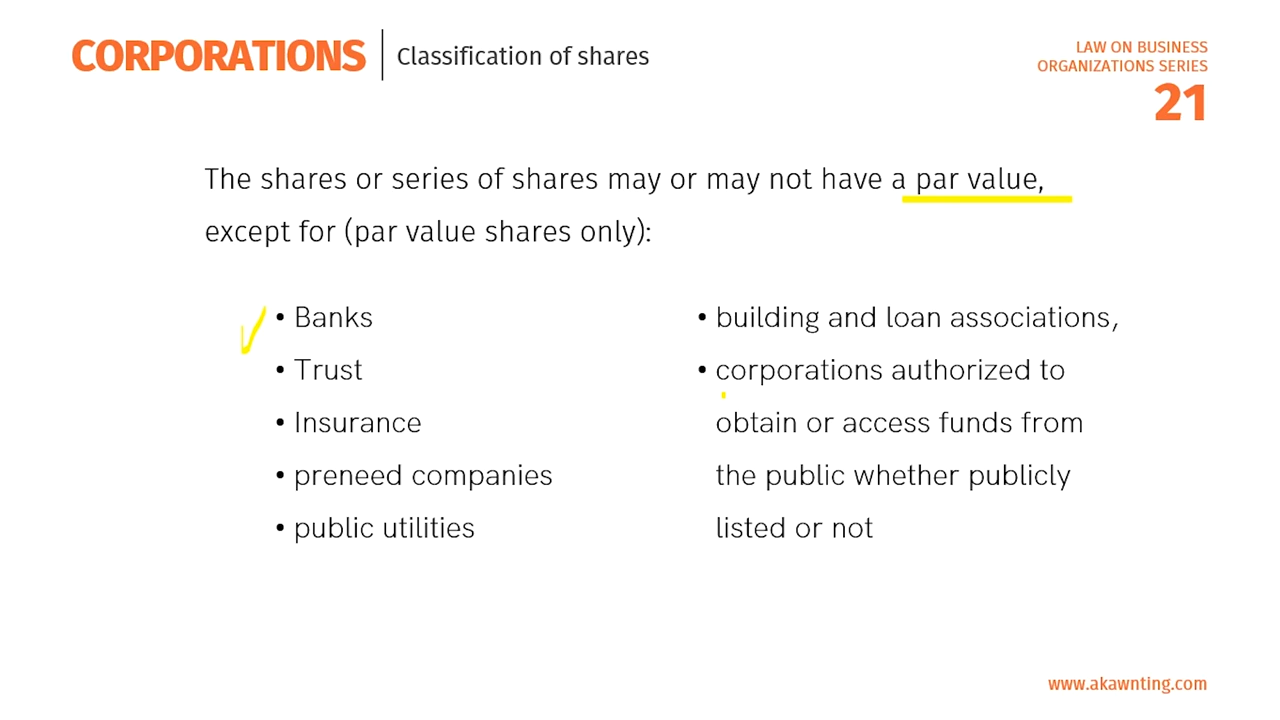 CORPORATIONS
Classification of shares
LAW ON BUSINESS
ORGANIZATIONS SERIES
21
The shares or series of shares may or may not have a par value,
except for (par value shares only):
• Banks
• Trust
• Insurance
• preneed companies
• public utilities
• building and loan associations,
• corporations authorized to
obtain or access funds from
the public whether publicly
listed or not
www.akawnting.com